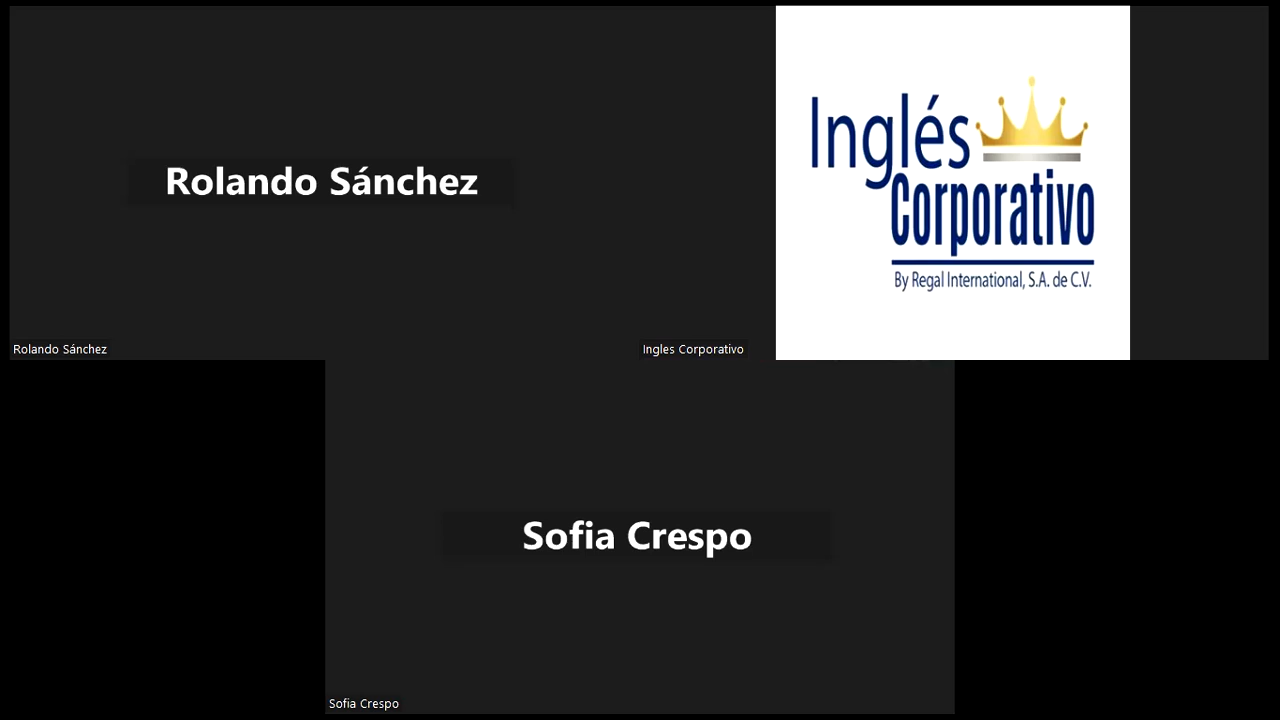 Rolando Sánchez
Rolando Sánchez
Inglés
Corporativo
By Regal International, S.A. de C.V.
Ingles Corporativo
Sofia Crespo
Sofia Crespo